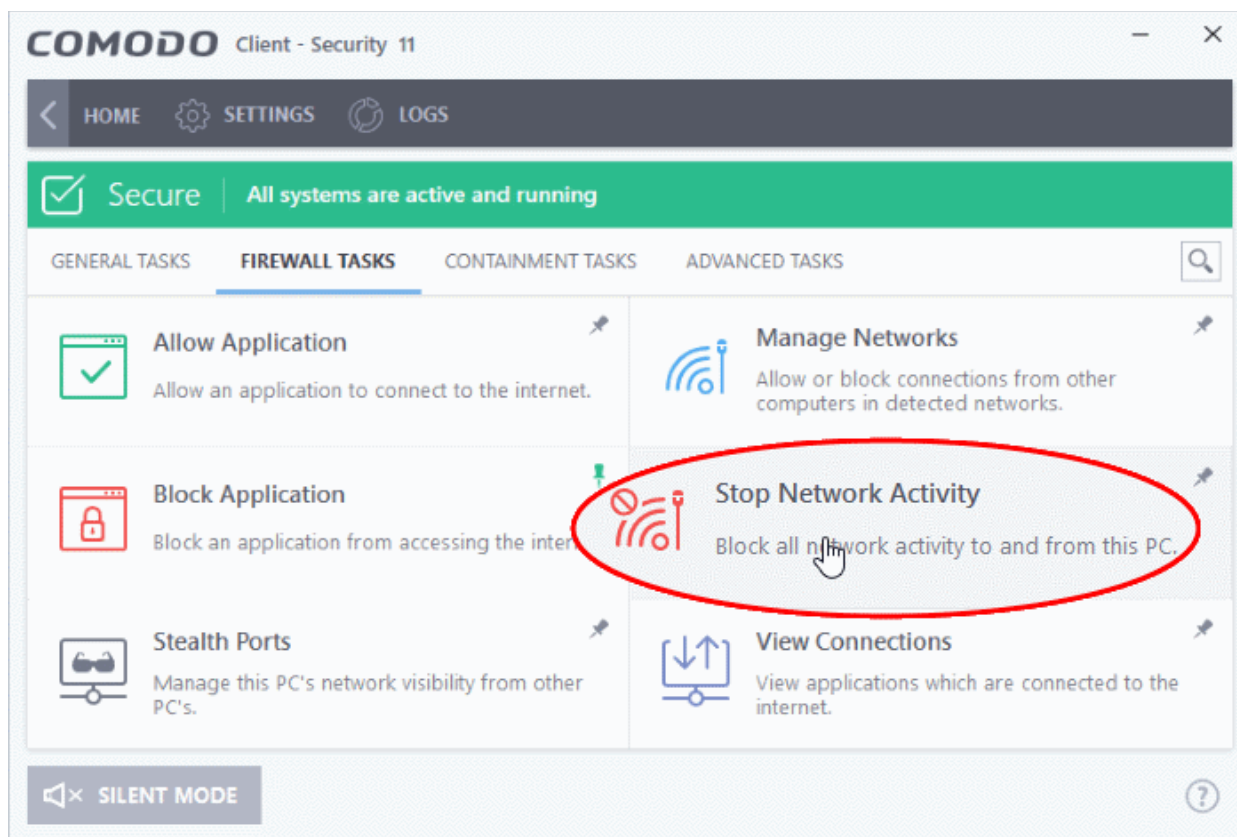 COMODO Client - Security 11
HOME SETTINGS LOGS
Secure All systems are active and running
GENERAL TASKS FIREWALL TASKS CONTAINMENT TASKS ADVANCED TASKS
Allow Application
Allow an application to connect to the internet.
Manage Networks
Allow or block connections from other
computers in detected networks.
Block Application
Block an application from accessing the inter
Stop Network Activity
Block all network activity to and from this PC.
Stealth Ports
Manage this PC's network visibility from other
PC's.
View Connections
View applications which are connected to the
internet.
SILENT MODE
?